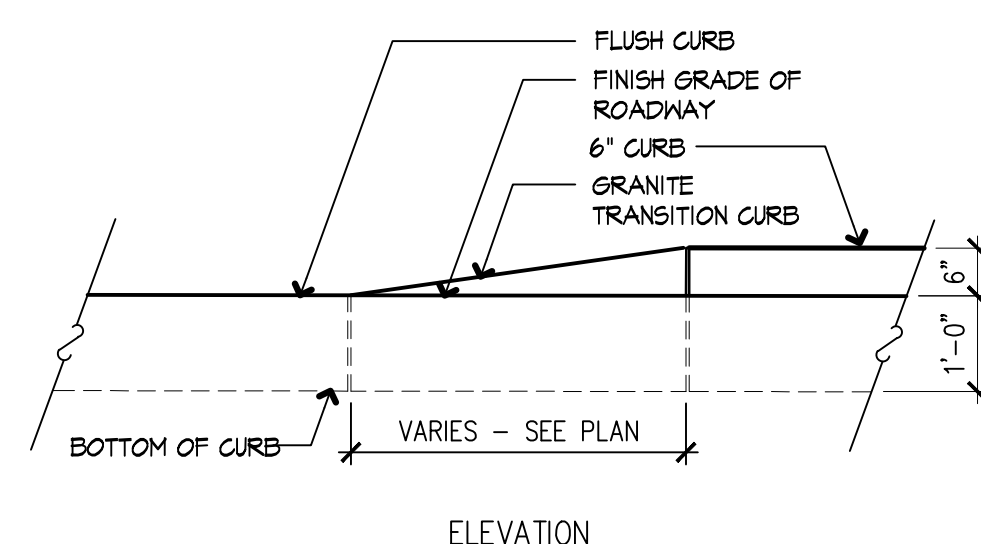 FLUSH CURB
FINISH GRADE OF
ROADWAY
6" CURB
GRANITE
TRANSITION CURB
6"
1'-0"
VARIES - SEE PLAN
BOTTOM OF CURB
ELEVATION